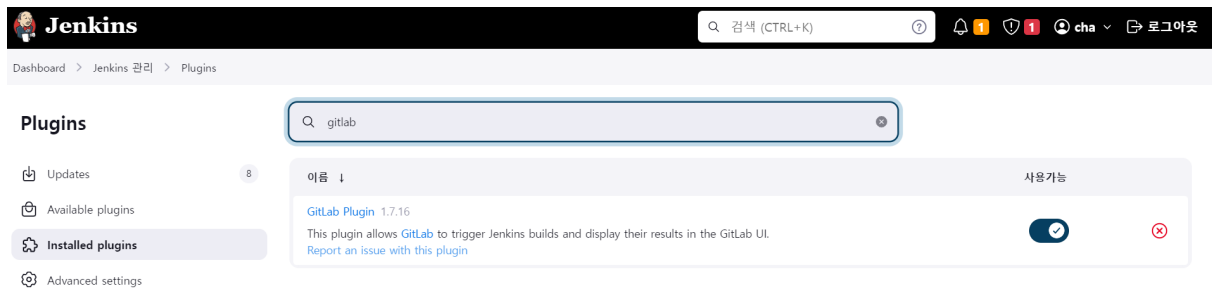 Jenkins
검색 (CTRL+K)
1
1
cha
로그아웃
Dashboard > Jenkins 관리 > Plugins
Plugins
gitlab
Updates 8
Available plugins
Installed plugins
Advanced settings
이름 ↓ 사용가능
GitLab Plugin 1.7.16
This plugin allows GitLab to trigger Jenkins builds and display their results in the GitLab UI.
Report an issue with this plugin